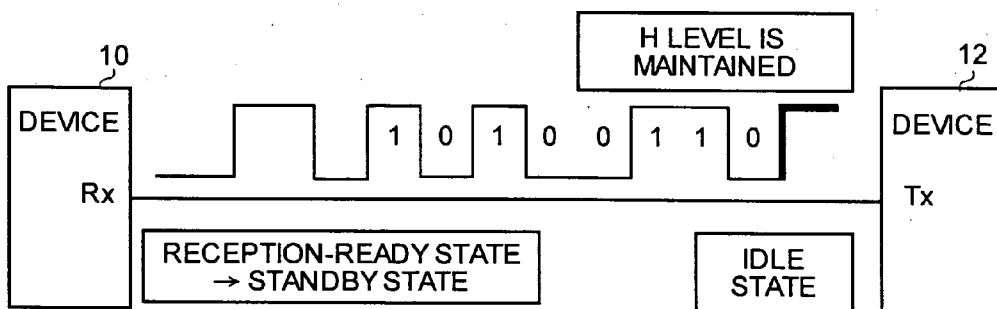 H LEVEL IS
MAINTAINED
10
12
DEVICE
1 0 1 0 0 1 1 0
DEVICE
Rx
Tx
RECEPTION-READY STATE
→ STANDBY STATE
IDLE
STATE